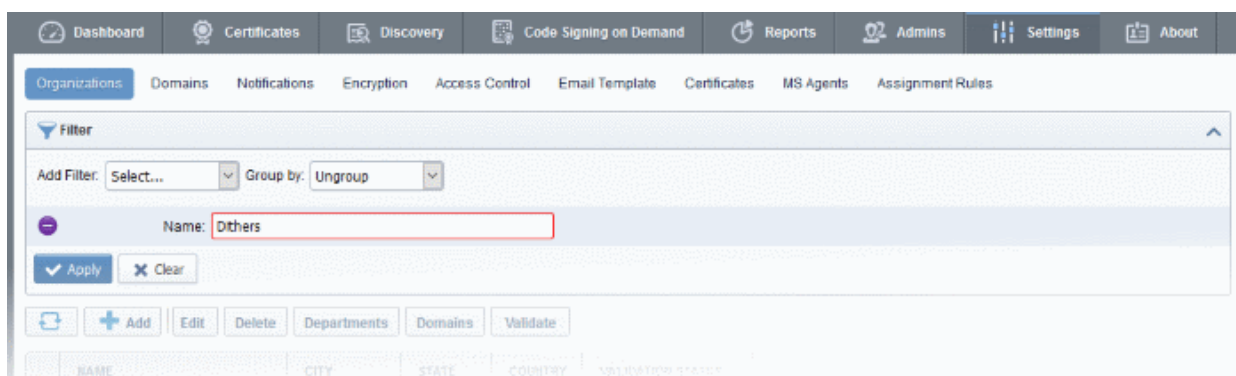 Dashboard Certificates Discovery Code Signing on Demand Reports Admins Settings About
Organizations Domains Notifications Encryption Access Control Email Template Certificates MS Agents Assignment Rules
Filter
Add Filter: Select... Group by: Ungroup
Name: Dithers
Apply Clear
Add Edit Delete Departments Domains Validate
NAME CITY STATE COUNTRY VALIDATION STATUS